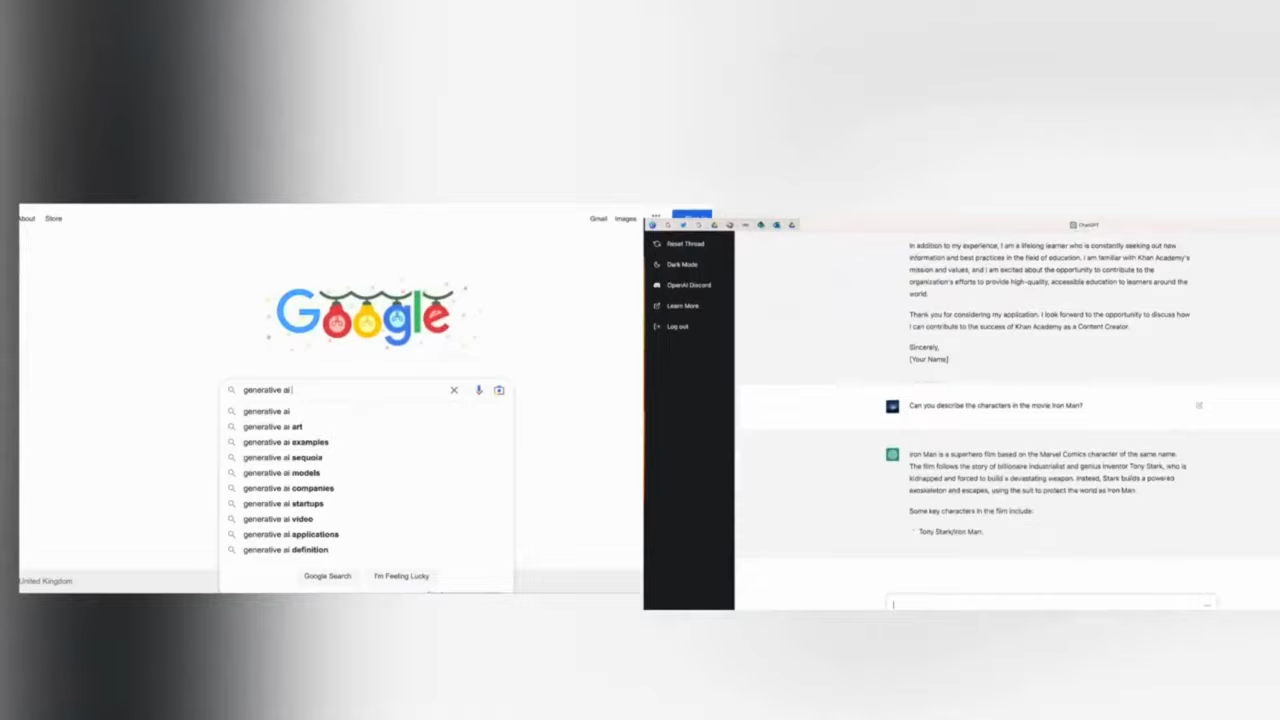 About
Store
Gmail
Images
Google
generative ai
generative ai
generative ai art
generative ai examples
generative ai sequoia
generative ai models
generative ai companies
generative ai startups
generative ai video
generative ai applications
generative ai definition
Google Search
I'm Feeling Lucky
United Kingdom
Reset Thread
Dark Mode
OpenAI Discord
Learn More
Log out
ChatGPT
In addition to my experience, I am a lifelong learner who is constantly seeking out new
information and best practices in the field of education. I am familiar with Khan Academy's
mission and values, and I am excited about the opportunity to contribute to the
organization's efforts to provide high-quality, accessible education to learners around the
world.
Thank you for considering my application. I look forward to the opportunity to discuss how
I can contribute to the success of Khan Academy as a Content Creator.
Sincerely,
[Your Name]
Can you describe the characters in the movie Iron Man?
Iron Man is a superhero film based on the Marvel Comics character of the same name.
The film follows the story of billionaire industrialist and genius inventor Tony Stark, who is
kidnapped and forced to build a devastating weapon. Instead, Stark builds a powered
exoskeleton and escapes, using the suit to protect the world as Iron Man.
Some key characters in the film include:
Tony Stark/Iron Man.